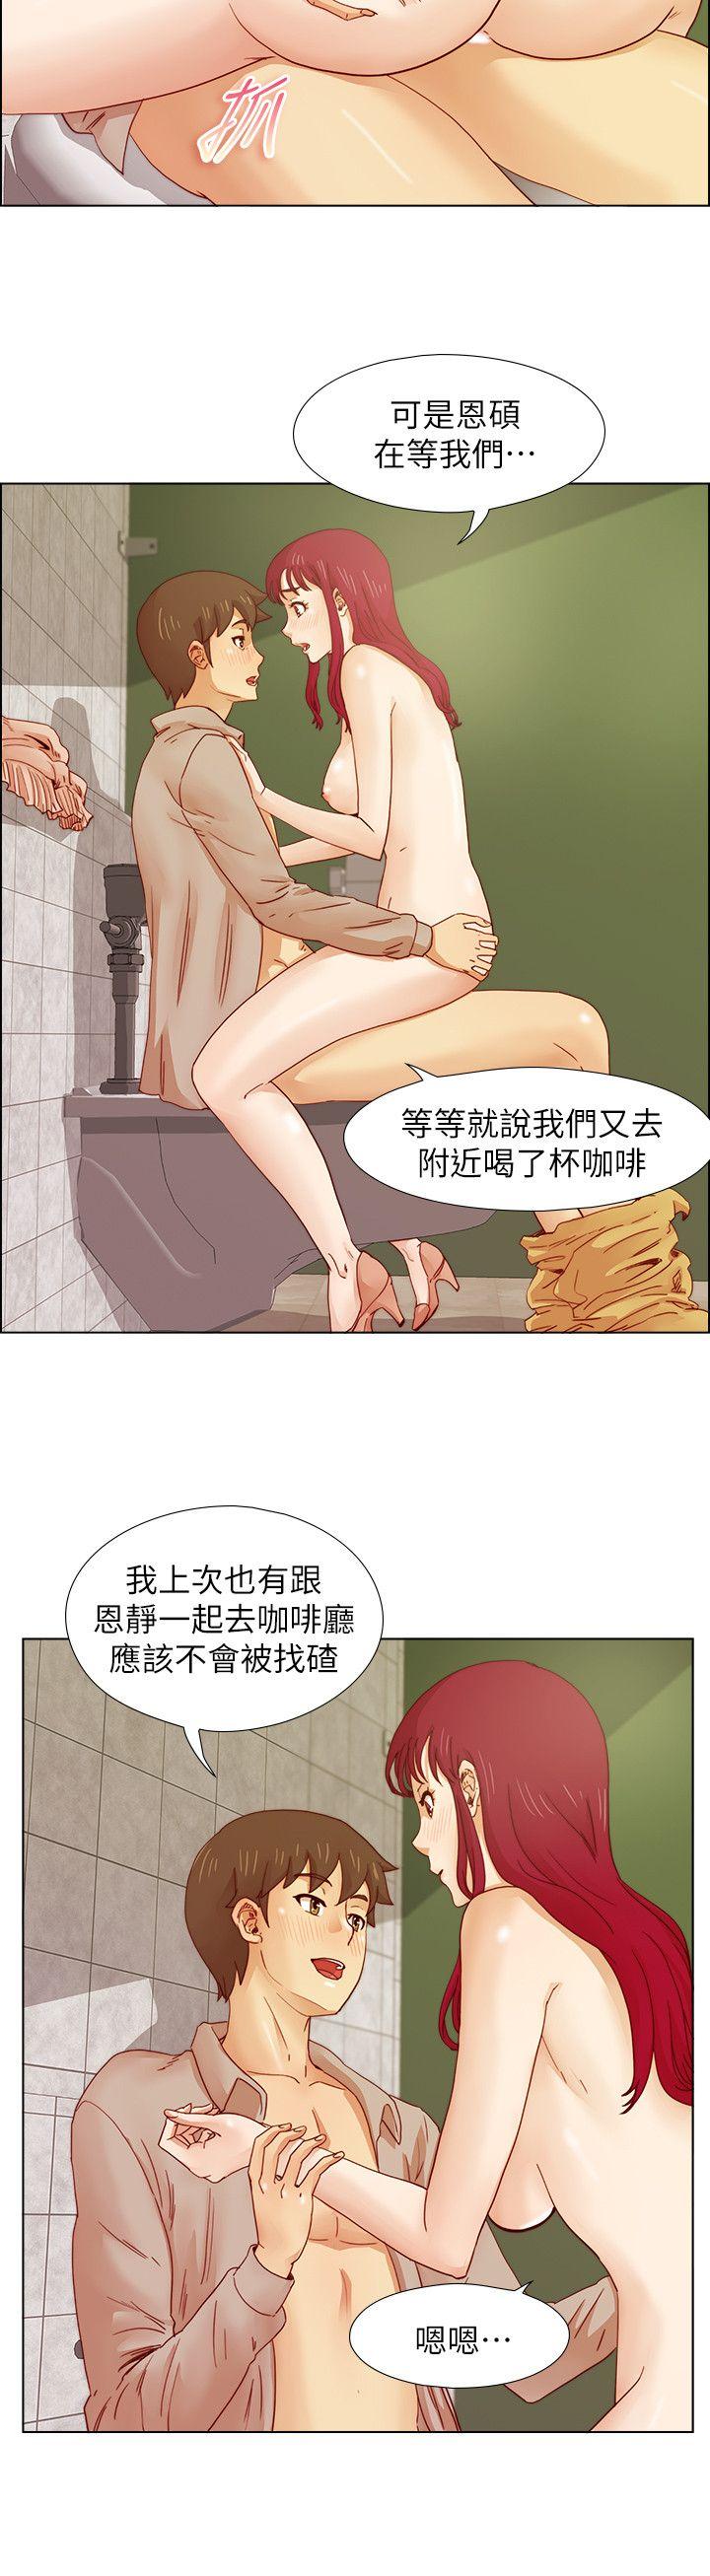 抓
可是恩碩
在等我們…
等等就說我們又去
附近喝了杯咖啡
我上次也有跟
恩靜一起去咖啡廳
應該不會被找碴
嗯嗯…